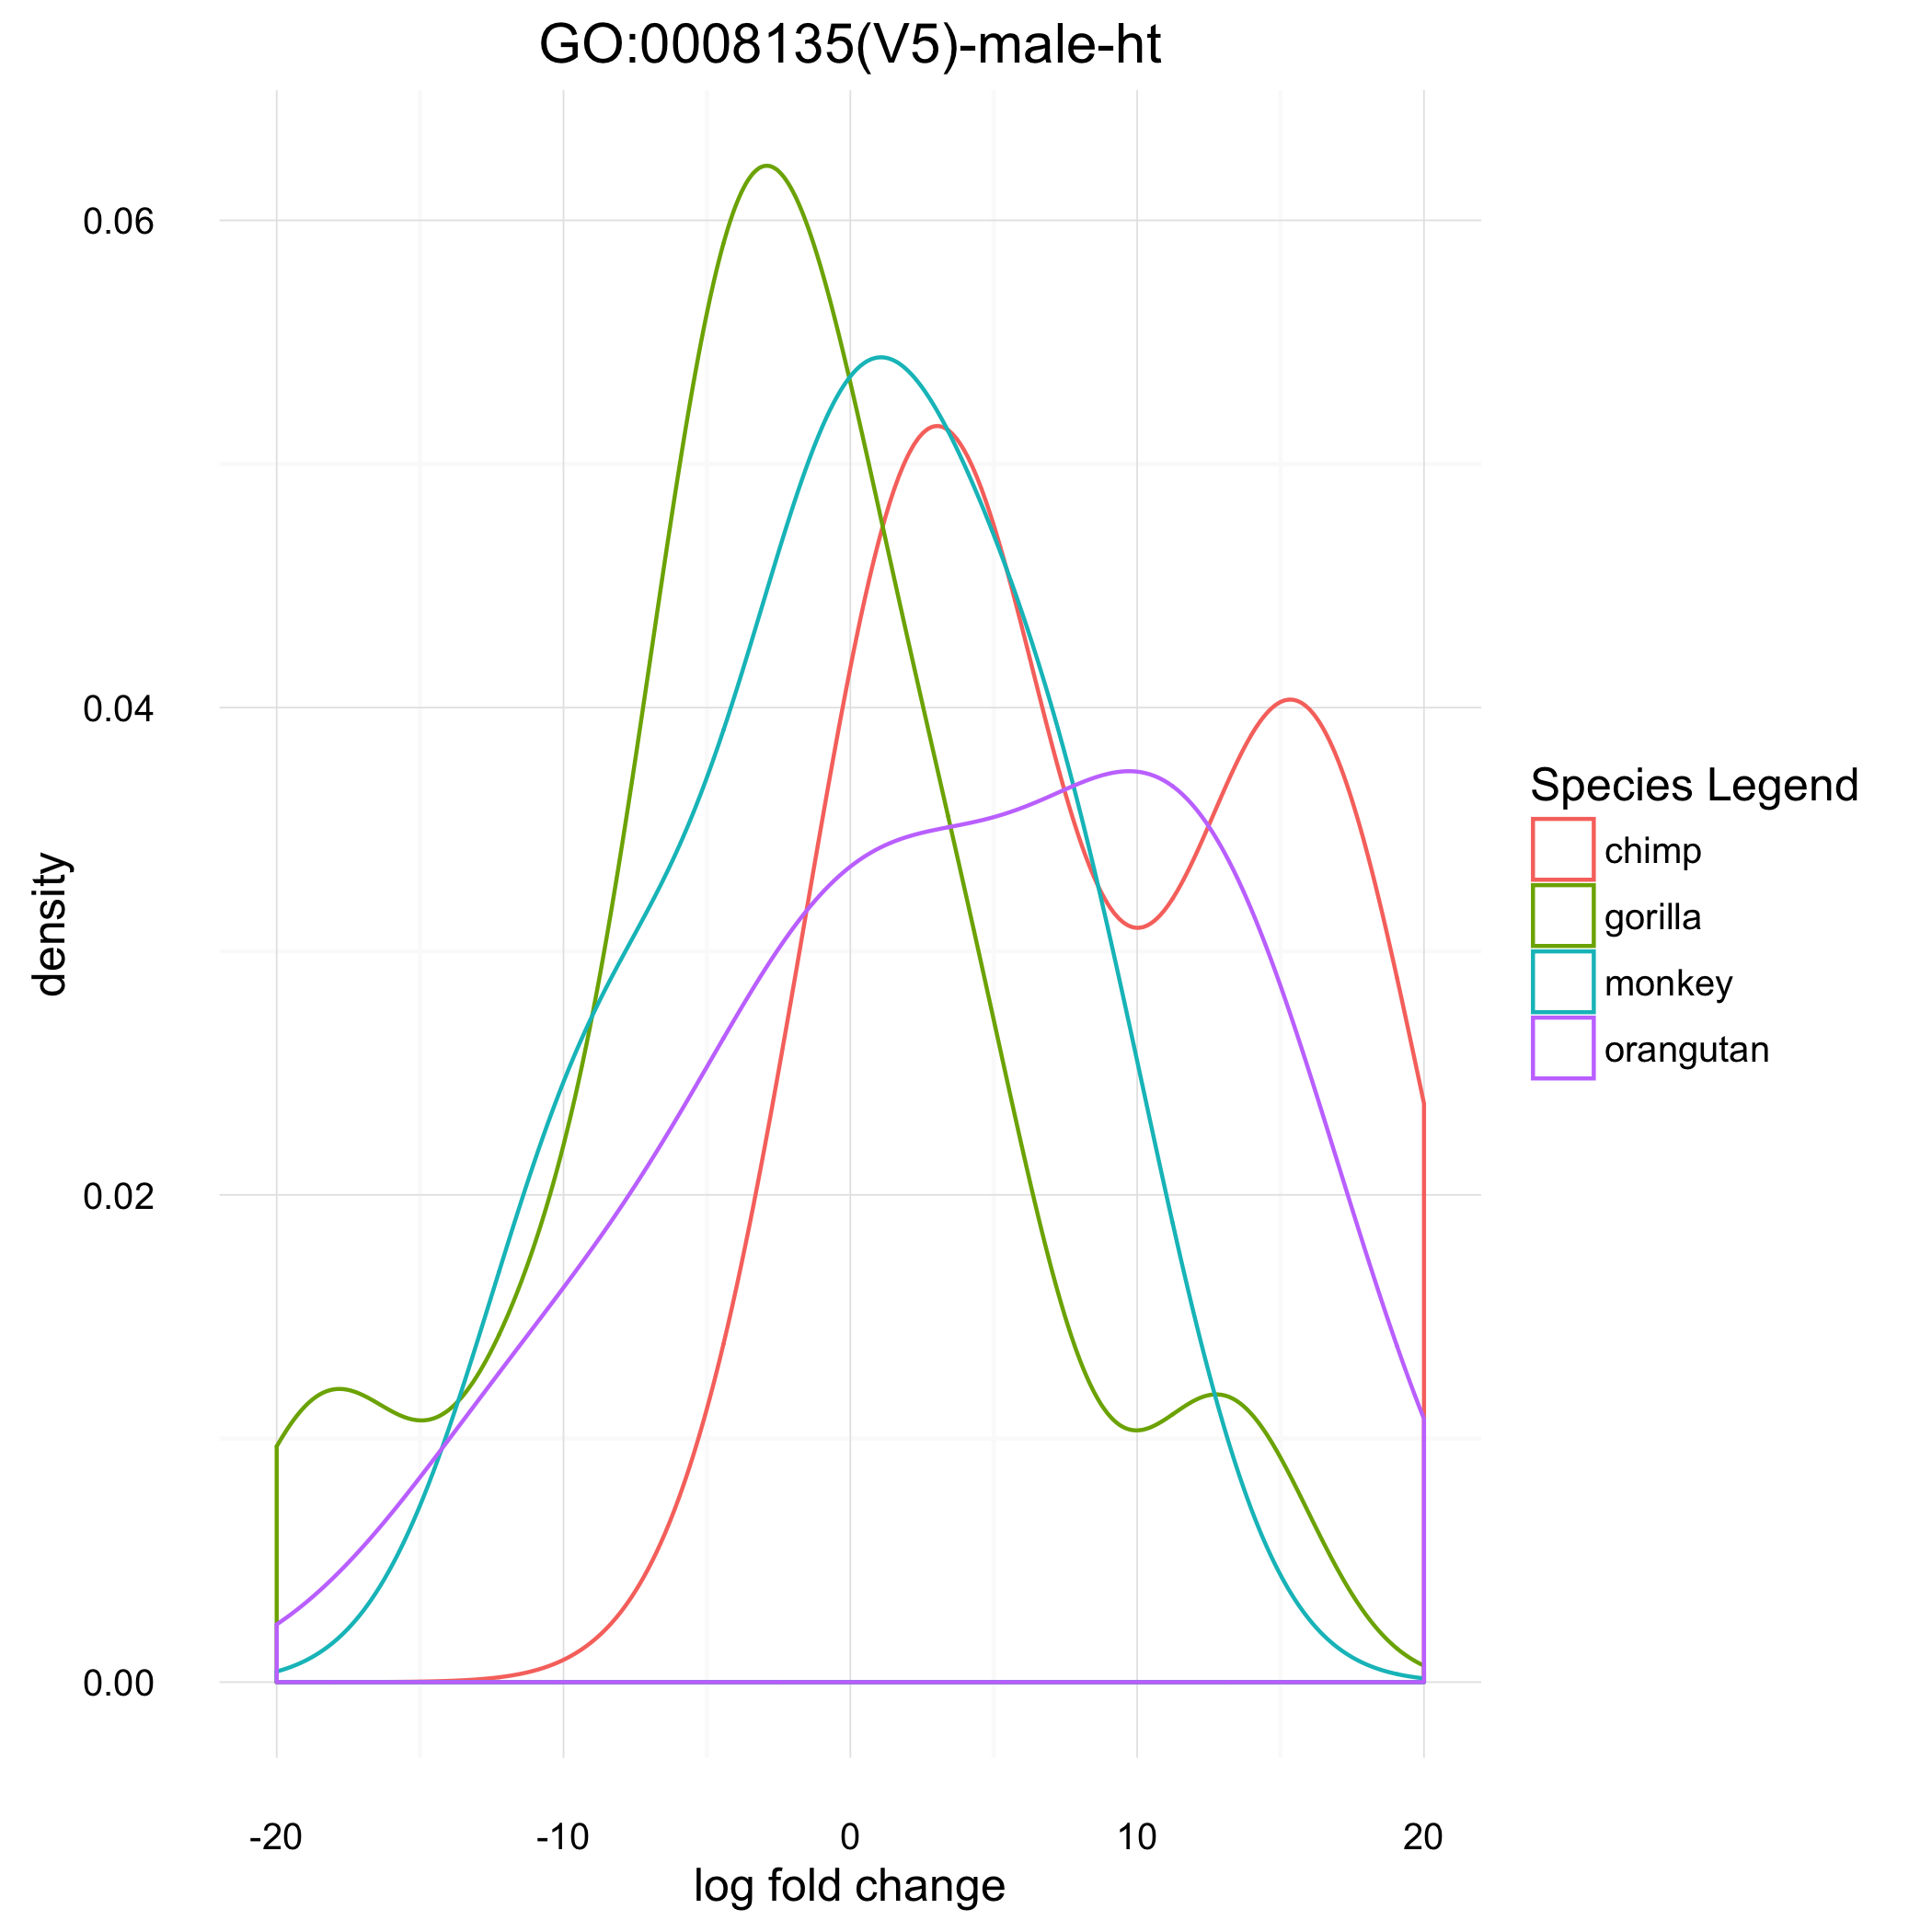 GO:0008135(V5)-male-ht
0.06
0.04
0.02
0.00
density
-20 -10 0 10 20
log fold change
Species Legend
chimp
gorilla
monkey
orangutan